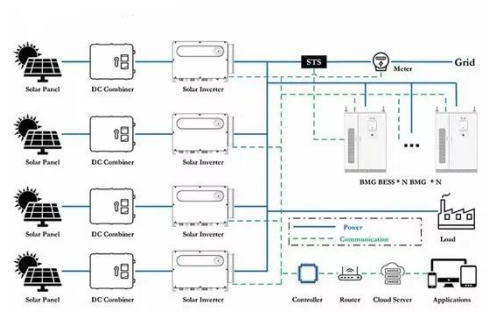 STS
Meter
Grid
Solar Panel
DC Combiner
Solar Inverter
BMG BESS * N BMG * N
Solar Panel
DC Combiner
Solar Inverter
Solar Panel
DC Combiner
Solar Inverter
Power
Communication
Load
Solar Panel
DC Combiner
Solar Inverter
Controller
Router
Cloud Server
Applications